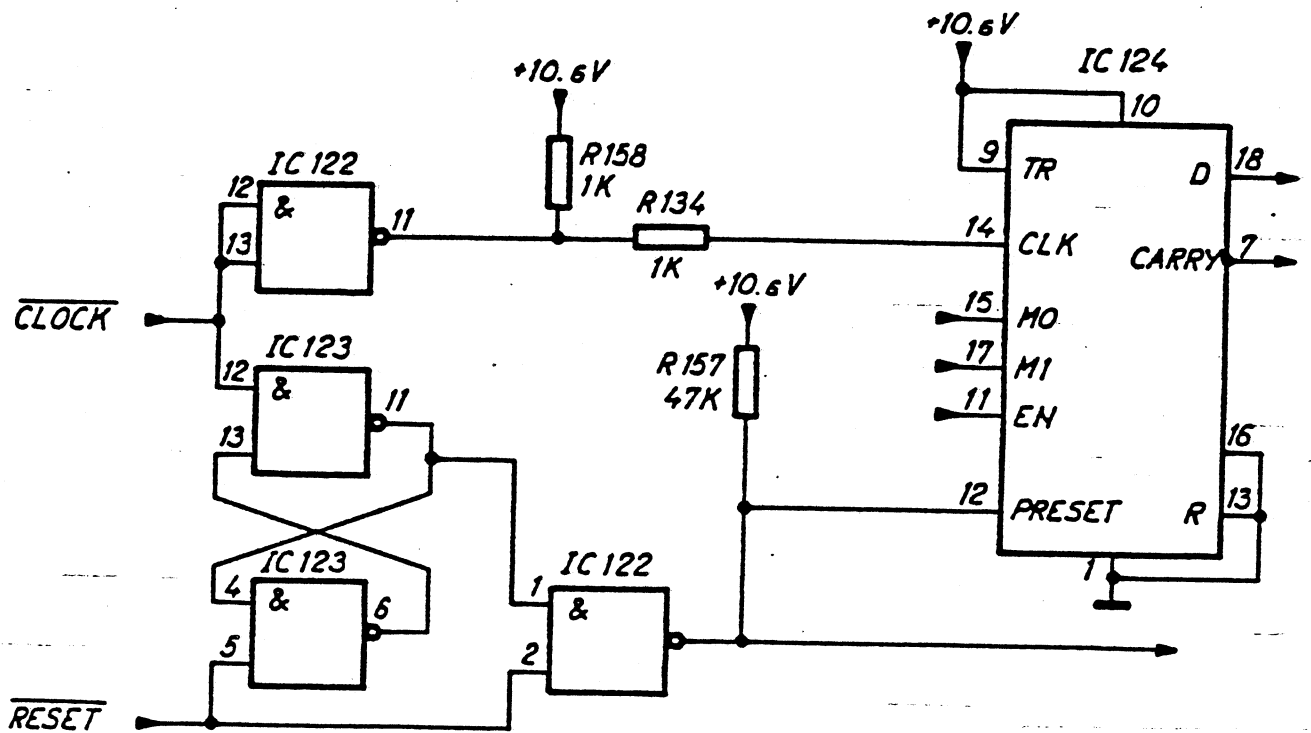 +10.6V
IC 124
10
+10.6V
9
TR
D
18
IC 122
R158
1K
12
&
11
R134
14
CLK
CARRY
7
13
1K
+10.6V
CLOCK
15
M0
IC 123
R157
47K
17
M1
12
&
11
11
EN
13
16
12
PRESET
R
13
IC 123
IC 122
1
4
&
6
1
&
5
2
RESET